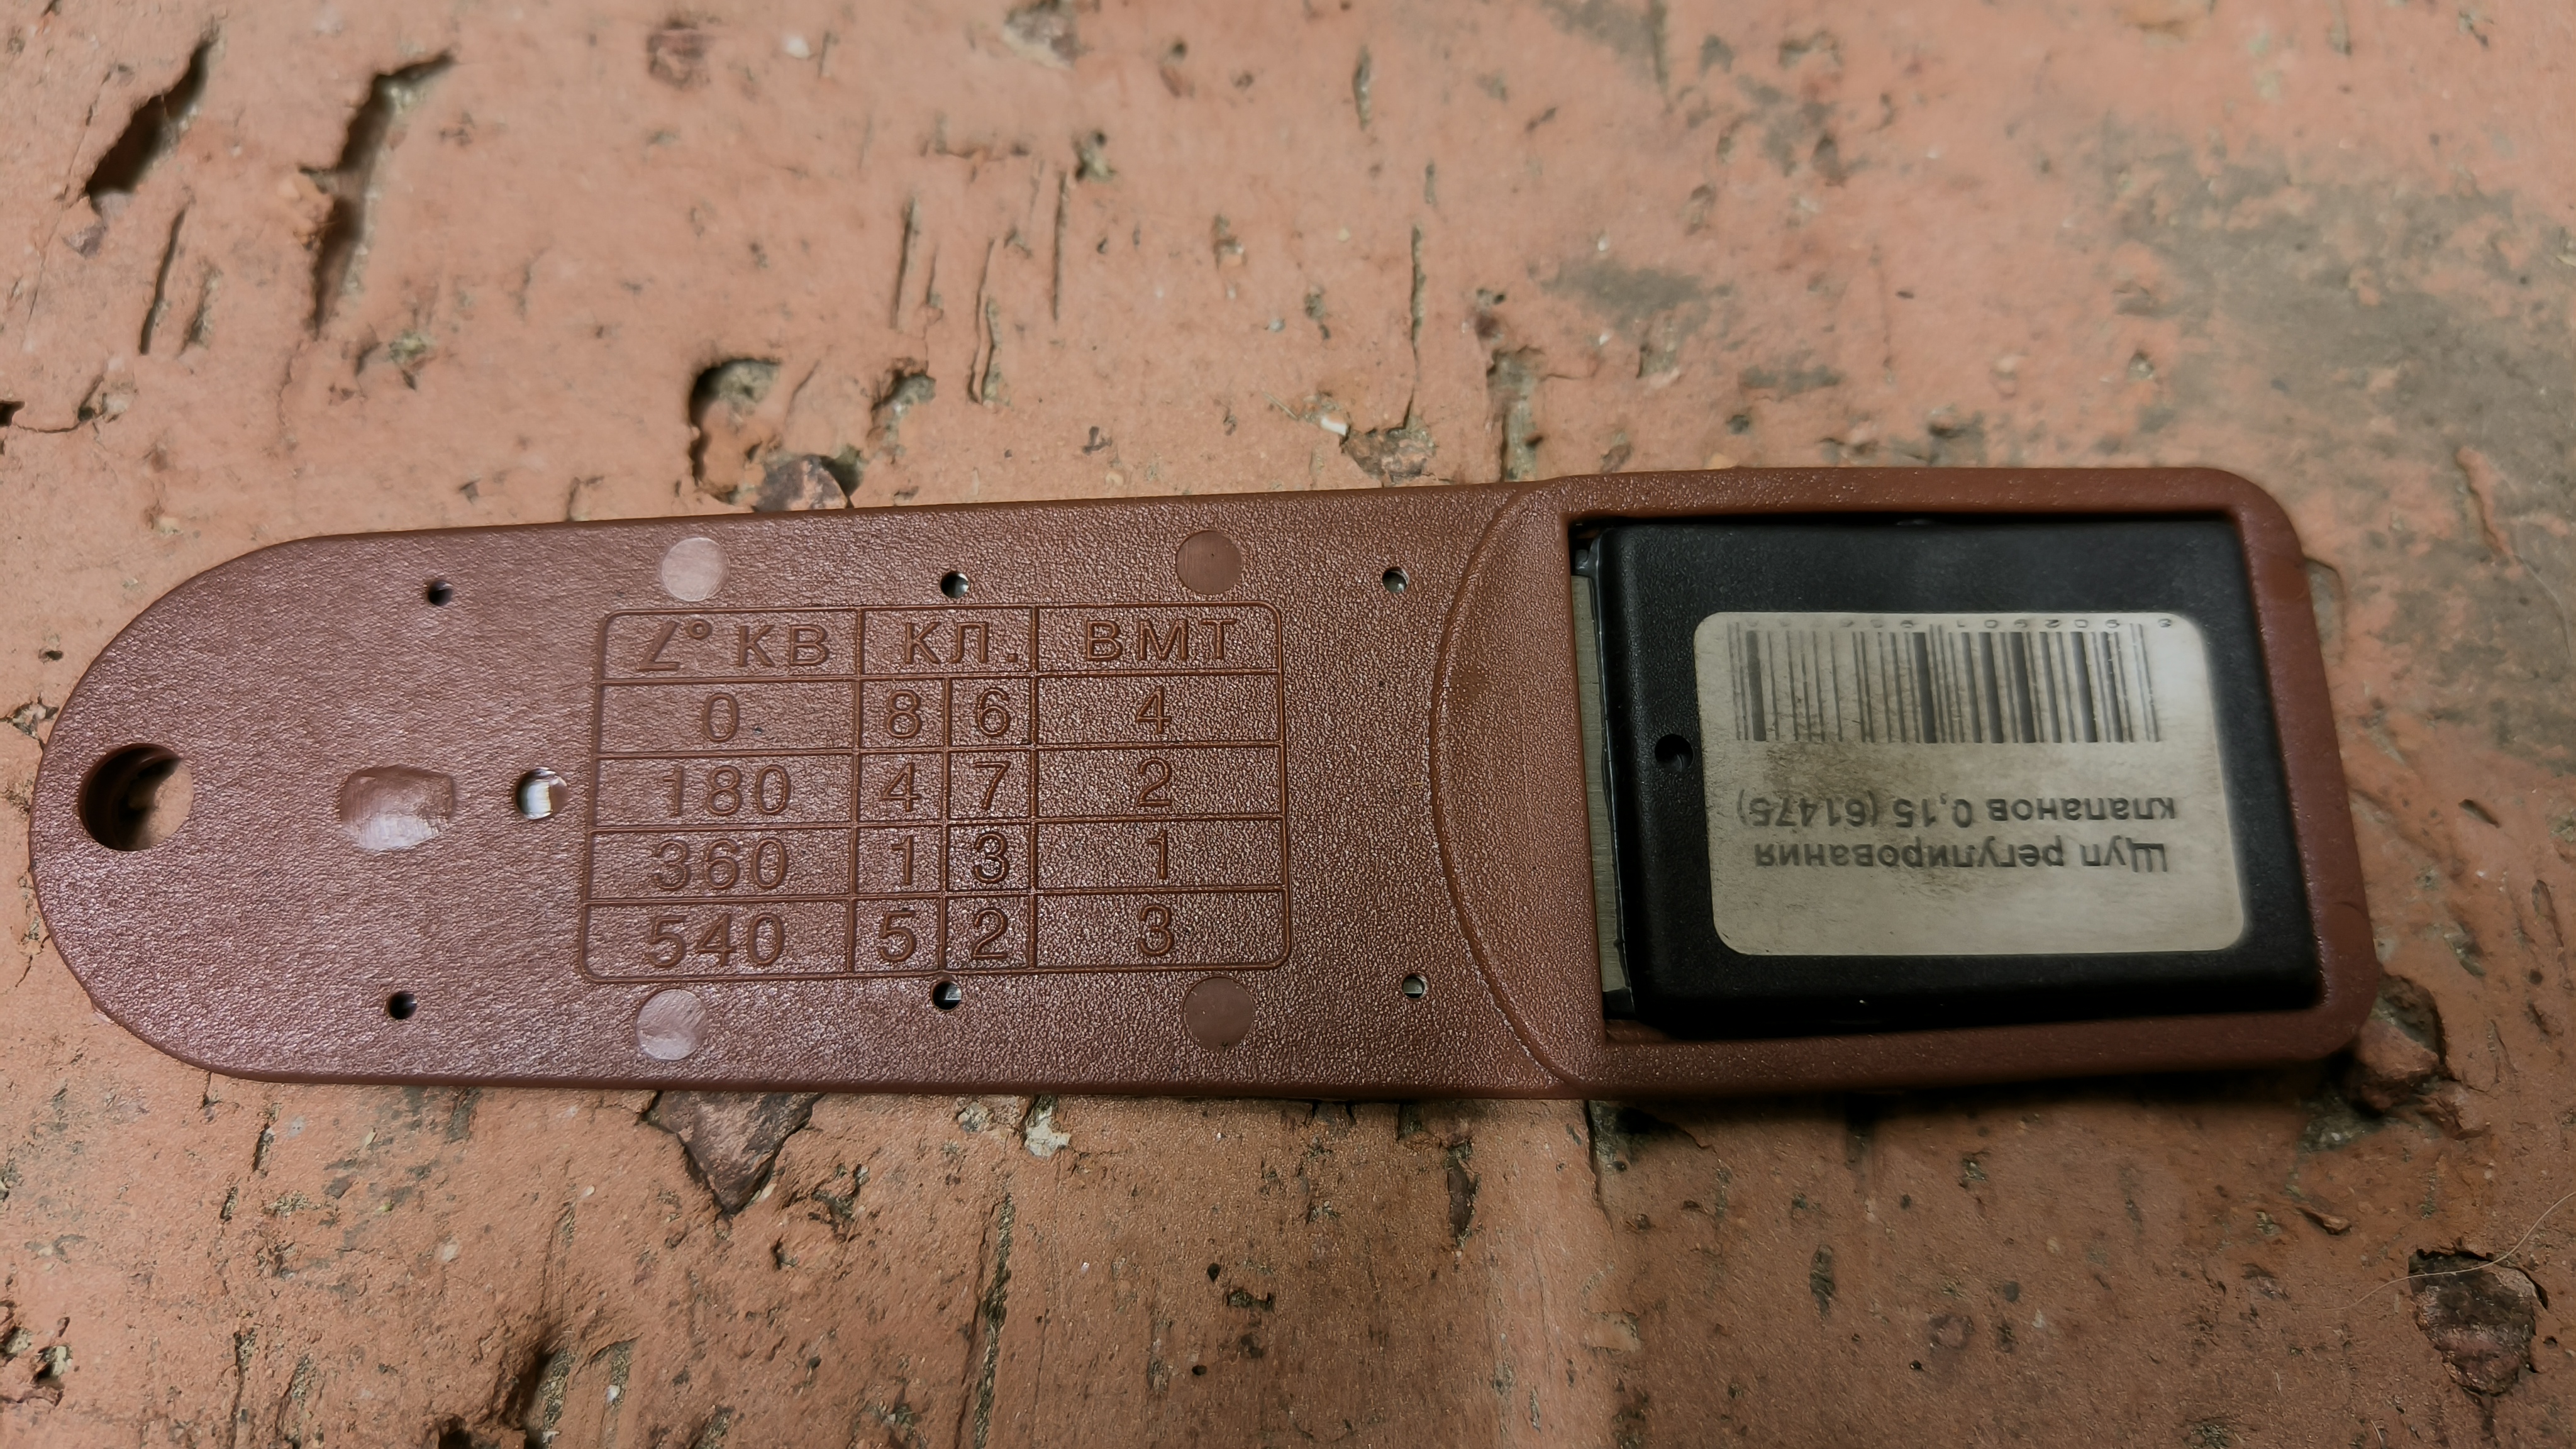 ∠° КВ КЛ. ВМТ
0 8 6 4
180 4 7 2
360 1 3 1
540 5 2 3
Щуп регулирования
клапанов 0,15 (61475)